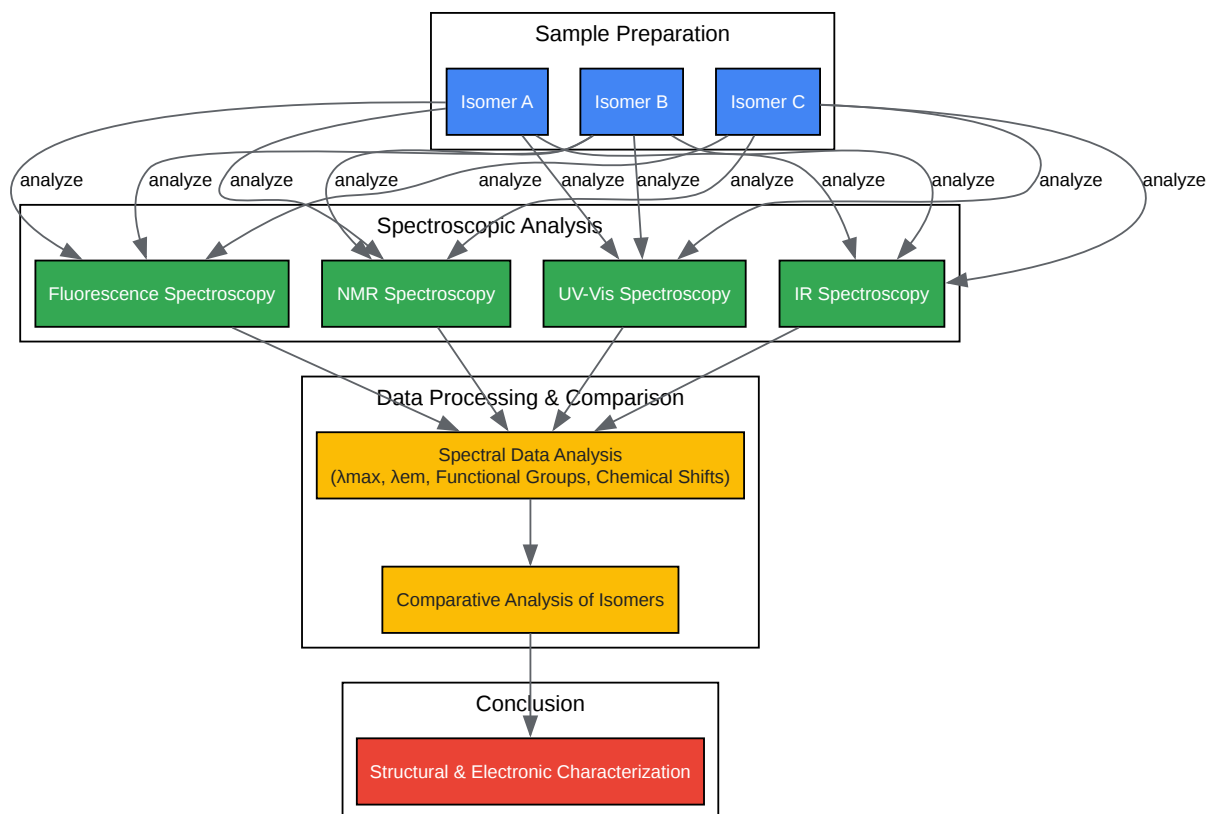 Sample Preparation
Isomer A
Isomer B
Isomer C
analyze
analyze
analyze
analyze
analyze
analyze
analyze
analyze
analyze
analyze
analyze
analyze
Spectroscopic Analysis
Fluorescence Spectroscopy
NMR Spectroscopy
UV-Vis Spectroscopy
IR Spectroscopy
Data Processing & Comparison
Spectral Data Analysis
(λmax, λem, Functional Groups, Chemical Shifts)
Comparative Analysis of Isomers
Conclusion
Structural & Electronic Characterization